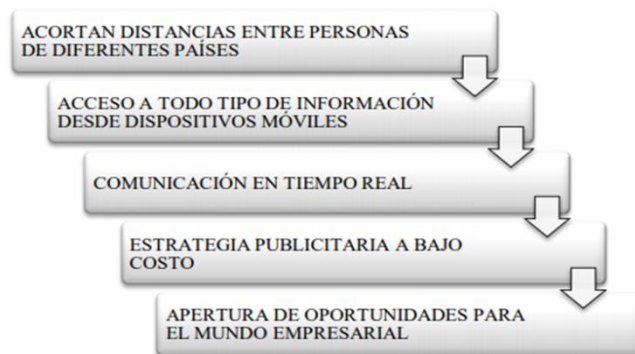 ACORTAN DISTANCIAS ENTRE PERSONAS
DE DIFERENTES PAÍSES
ACCESO A TODO TIPO DE INFORMACIÓN
DESDE DISPOSITIVOS MÓVILES
COMUNICACIÓN EN TIEMPO REAL
ESTRATEGIA PUBLICITARIA A BAJO
COSTO
APERTURA DE OPORTUNIDADES PARA
EL MUNDO EMPRESARIAL